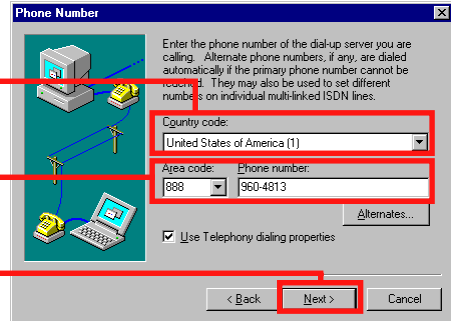 Phone Number
Enter the phone number of the dial-up server you are
calling. Alternate phone numbers, if any, are dialed
automatically if the primary phone number cannot be
reached. They may also be used to set different
numbers on individual multi-linked ISDN lines.
Country code:
United States of America (1)
Area code: Phone number:
888 960-4813
Alternates...
Use Telephony dialing properties
< Back Next > Cancel